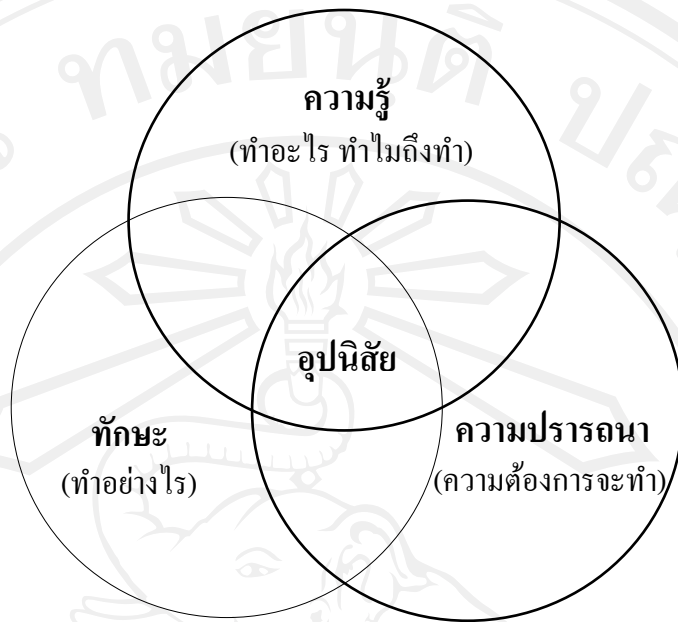 ความรู้
(ทำอะไร ทำไมถึงทำ)
อุปนิสัย
ทักษะ
(ทำอย่างไร)
ความปรารถนา
(ความต้องการจะทำ)